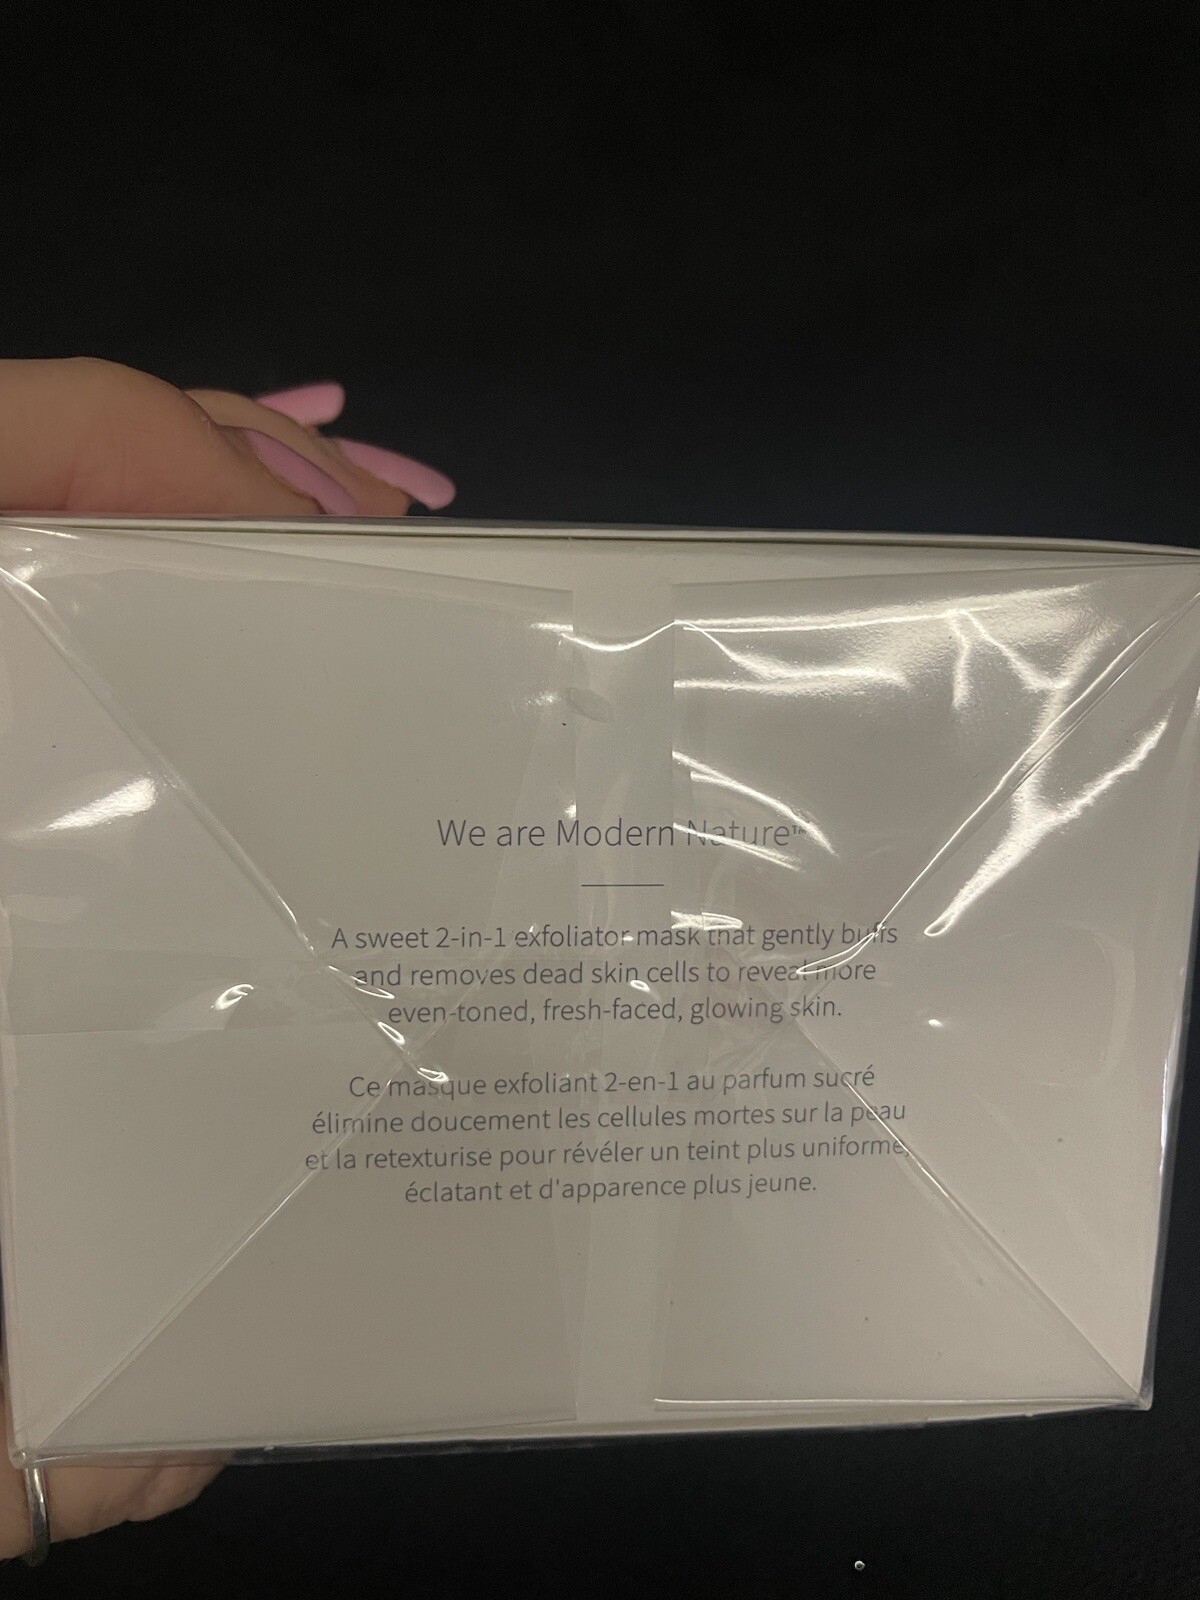 We are Modern Nature™
A sweet 2-in-1 exfoliator mask that gently buffs
and removes dead skin cells to reveal more
even-toned, fresh-faced, glowing skin.
Ce masque exfoliant 2-en-1 au parfum sucré
élimine doucement les cellules mortes sur la peau
et la retexturise pour révéler un teint plus uniforme,
éclatant et d'apparence plus jeune.